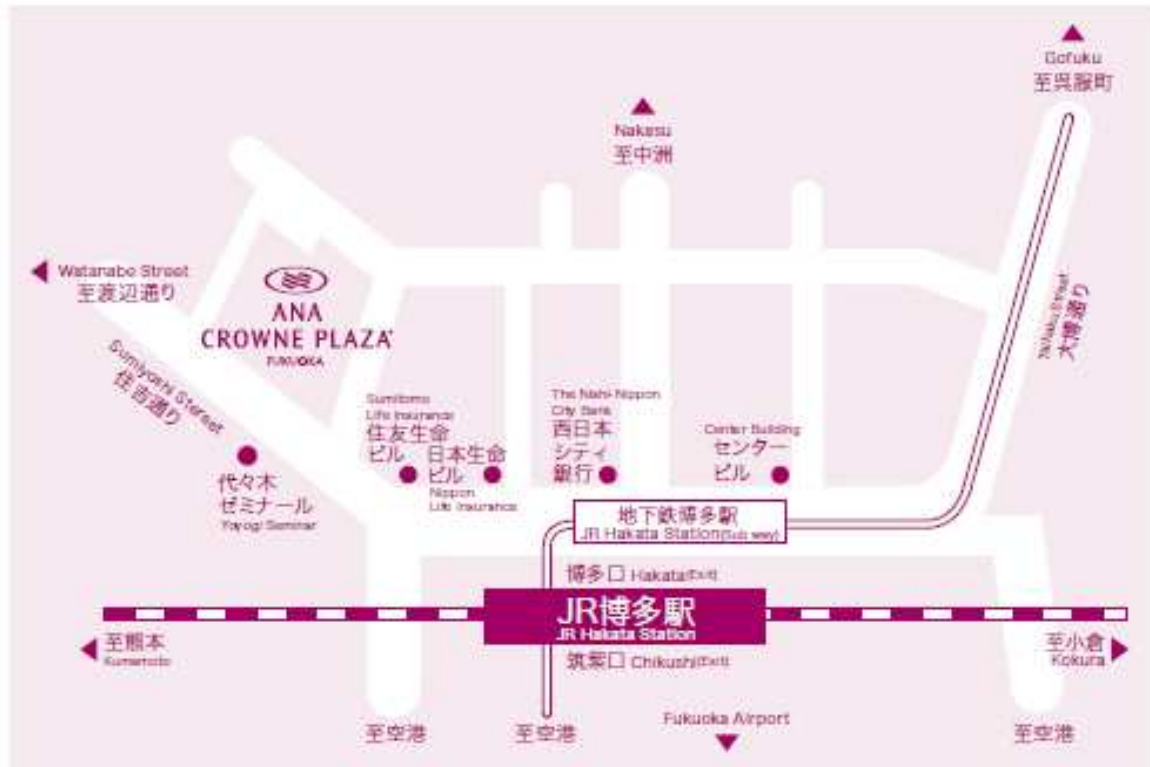 Gofuku
至呉服町
Nakasu
至中洲
Watanabe Street
至渡辺通り
ANA
CROWNE PLAZA
FUKUOKA
Sumiyoshi Stereet
住吉通り
Taihaku Street
大博通り
Sumitomo
Life Insurance
住友生命
ビル
日本生命
ビル
Nippon
Life Insurance
The Nishi-Nippon
City Bank
西日本
シティ
銀行
Center Building
センター
ビル
代々木
ゼミナール
Yoyogi Seminar
地下鉄博多駅
JR Hakata Station(Sub way)
博多口 Hakata(Exit)
JR博多駅
JR Hakata Station
筑紫口 Chikushi(Exit)
至熊本
Kumamoto
至小倉
Kokura
至空港
至空港
Fukuoka Airport
至空港